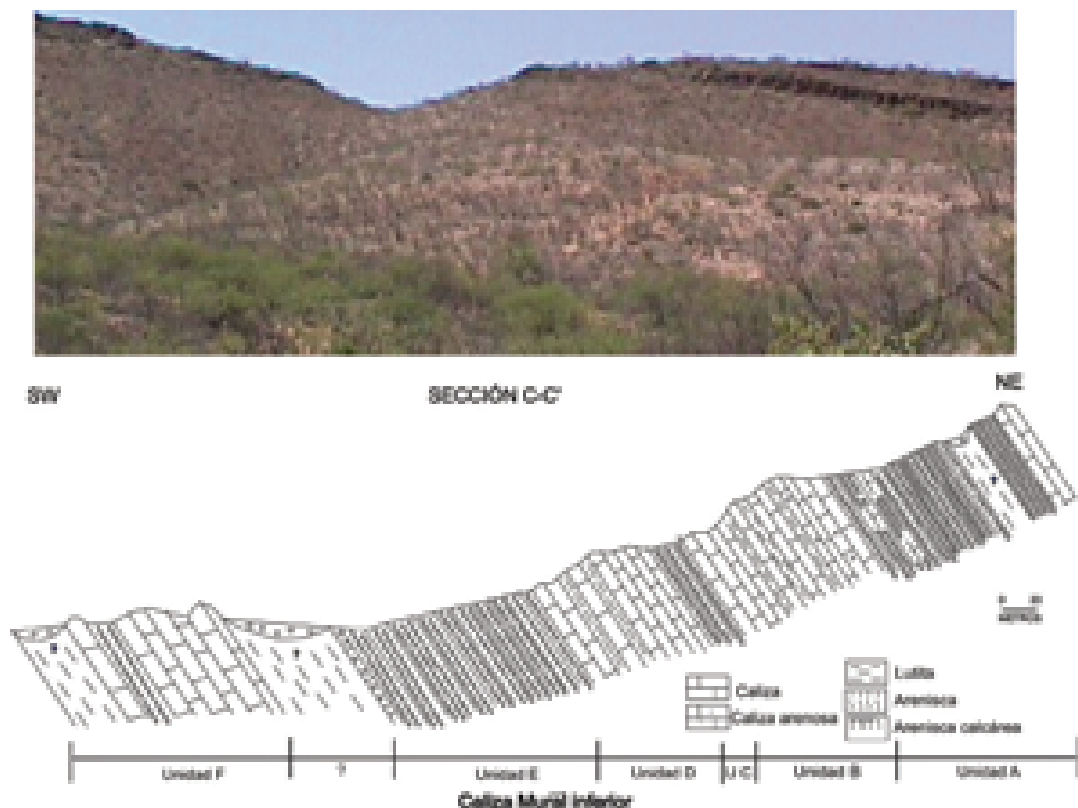 SW
NE
SECCIÓN C-C'
Caliza
Caliza arenosa
Lutita
Arenisca
Arenisca calcárea
Unidad F
?
Unidad E
Unidad D
U C
Unidad B
Unidad A
Caliza Mural Inferior